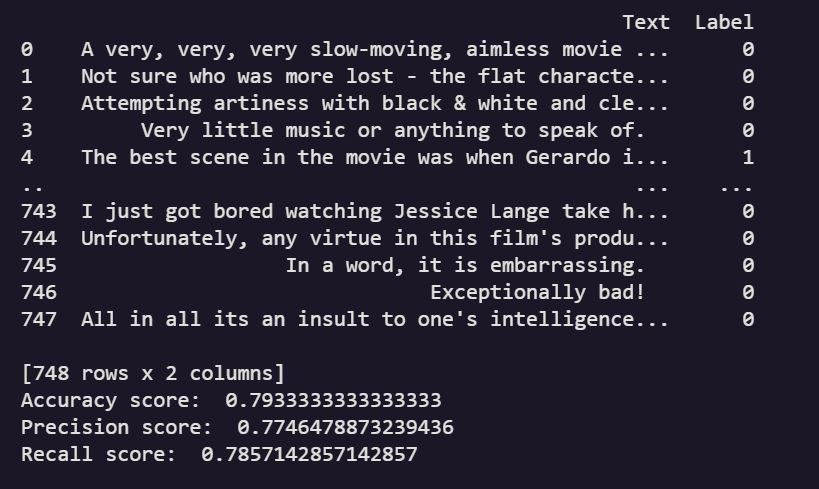 Text Label
0 A very, very, very slow-moving, aimless movie ... 0
1 Not sure who was more lost - the flat characte... 0
2 Attempting artiness with black & white and cle... 0
3 Very little music or anything to speak of. 0
4 The best scene in the movie was when Gerardo i... 1
.. ... ...
743 I just got bored watching Jessice Lange take h... 0
744 Unfortunately, any virtue in this film's produ... 0
745 In a word, it is embarrassing. 0
746 Exceptionally bad! 0
747 All in all its an insult to one's intelligence... 0
[748 rows x 2 columns]
Accuracy score: 0.7933333333333333
Precision score: 0.7746478873239436
Recall score: 0.7857142857142857